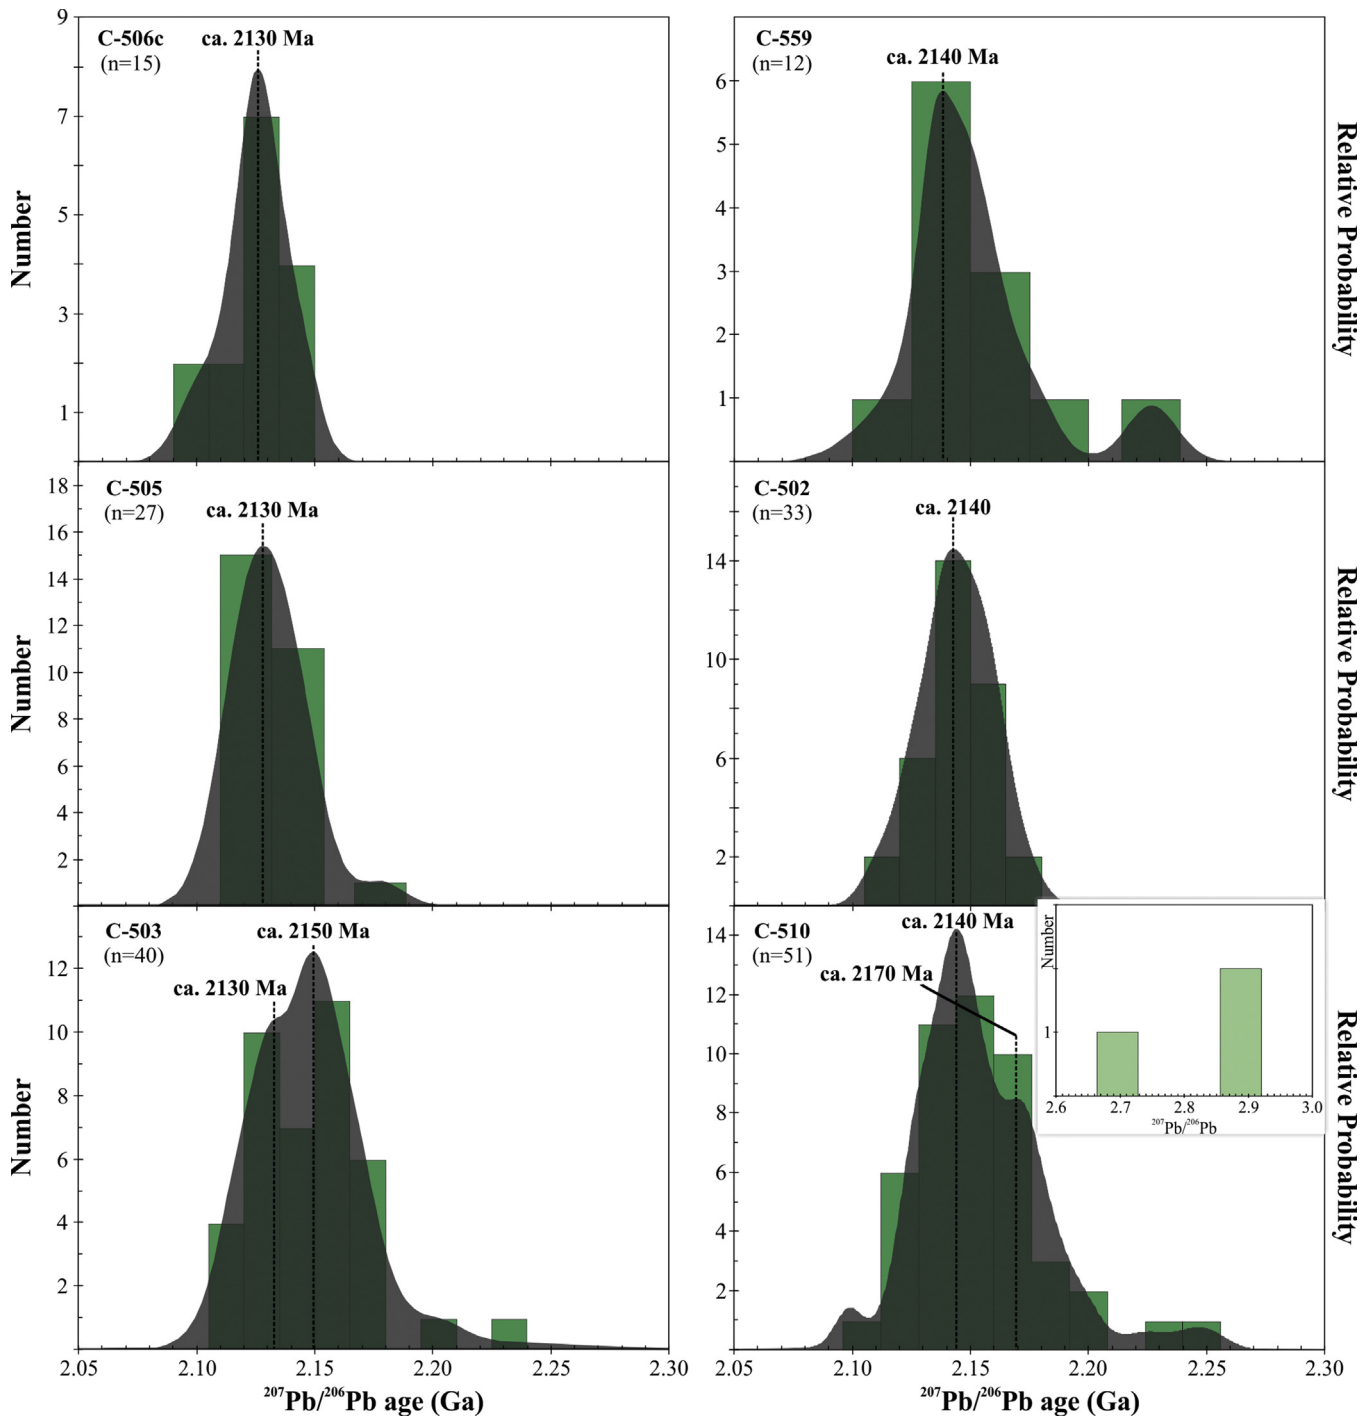 C-506c
(n=15)
ca. 2130 Ma
9
7
5
3
1
Number
C-559
(n=12)
ca. 2140 Ma
6
5
4
3
2
1
Relative Probability
C-505
(n=27)
ca. 2130 Ma
18
16
14
12
10
8
6
4
2
Number
C-502
(n=33)
ca. 2140
14
10
6
2
Relative Probability
C-503
(n=40)
ca. 2150 Ma
ca. 2130 Ma
12
10
8
6
4
2
Number
2.05 2.10 2.15 2.20 2.25 2.30
207Pb/206Pb age (Ga)
C-510
(n=51)
ca. 2140 Ma
ca. 2170 Ma
14
12
10
8
6
4
2
Relative Probability
2.05 2.10 2.15 2.20 2.25 2.30
207Pb/206Pb age (Ga)
Number
1
2.6 2.7 2.8 2.9 3.0
207Pb/206Pb